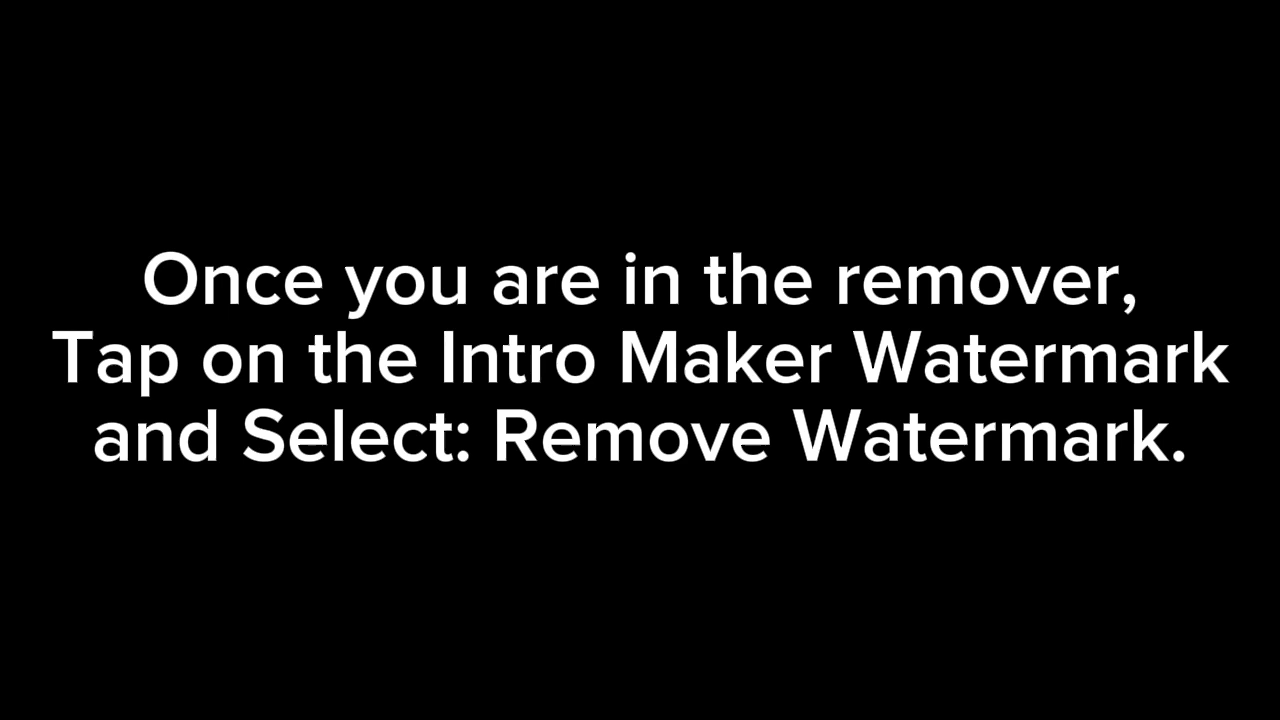 Once you are in the remover,
Tap on the Intro Maker Watermark
and Select: Remove Watermark.